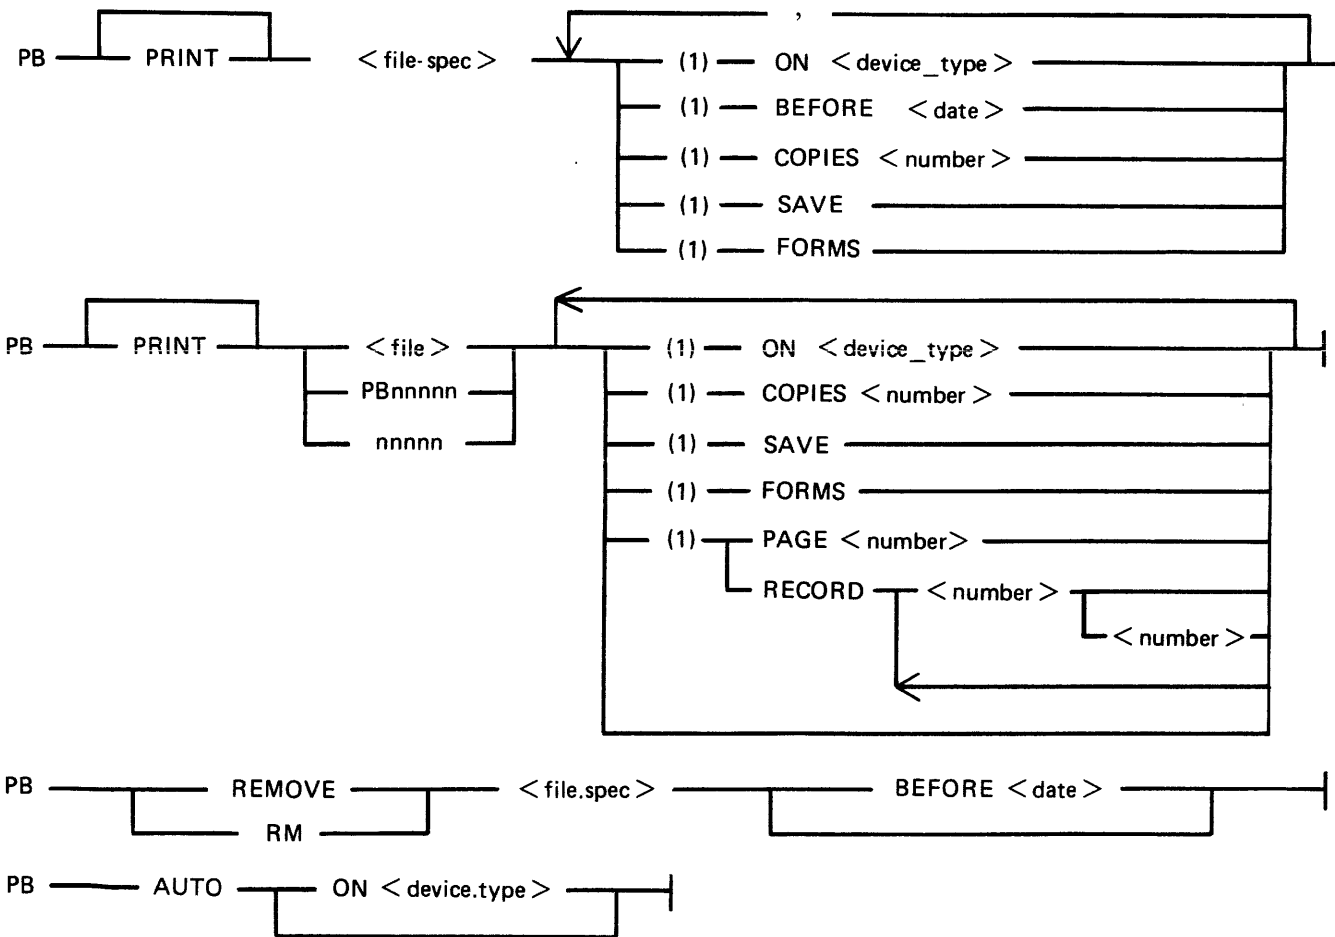 ,
PB PRINT <file-spec> (1) ON <device_type>
(1) BEFORE <date>
(1) COPIES <number>
(1) SAVE
(1) FORMS
PB PRINT <file> (1) ON <device_type>
PBnnnnn (1) COPIES <number>
nnnnn (1) SAVE
(1) FORMS
(1) PAGE <number>
RECORD <number>
<number>
PB REMOVE <file.spec> BEFORE <date>
RM
PB AUTO ON <device.type>